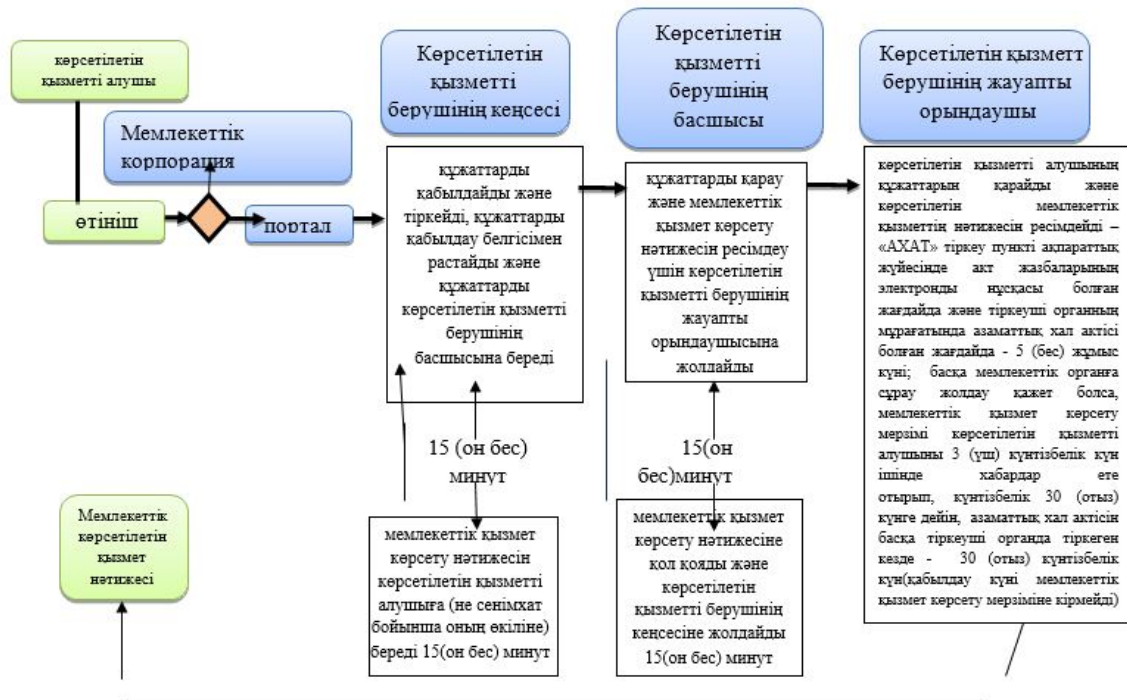 көрсетілетін
қызметті алушы
өтініш
Мемлекеттік
корпорация
портал
Көрсетілетін
қызметті
берушінің кеңсесі
құжаттарды
қабылдайды және
тіркейді, құжаттарды
қабылдау белгісімен
растайды және
құжаттарды
көрсетілетін қызметті
берушінің
басшысына береді
15 (он бес)
минут
мемлекеттік қызмет
көрсету нәтижесін
көрсетілетін қызметті
алушыға (не сенімхат
бойынша оның өкіліне)
береді 15(он бес) минут
Көрсетілетін
қызметті
берушінің
басшысы
құжаттарды қарау
және мемлекеттік
қызмет көрсету
нәтижесін ресімдеу
үшін көрсетілетін
қызметті берушінің
жауапты
орындаушысына
жолдайды
15(он
бес)минут
мемлекеттік қызмет
көрсету нәтижесіне
қол қояды және
көрсетілетін
қызметті берушінің
кеңсесіне жолдайды
15(он бес) минут
Көрсетілетін қызметт
берушінің жауапты
орындаушы
көрсетілетін қызметті алушының
құжаттарын қарайды және
көрсетілетін мемлекеттік
қызметтің нәтижесін ресімдейді –
«АХАТ» тіркеу пункті ақпараттық
жүйесінде акт жазбаларының
электронды нұсқасы болған
жағдайда және тіркеуші органның
мұрағатында азаматтық хал актісі
болған жағдайда - 5 (бес) жұмыс
күні; басқа мемлекеттік органға
сұрау жолдау қажет болса,
мемлекеттік қызмет көрсету
мерзімі көрсетілетін қызметті
алушыны 3 (үш) күнтізбелік күн
ішінде хабардар ете
отырып, күнтізбелік 30 (отыз)
күнге дейін, азаматтық хал актісін
басқа тіркеуші органда тіркеген
кезде - 30 (отыз) күнтізбелік
күн(қабылдау күні мемлекеттік
қызмет көрсету мерзіміне кірмейді)
Мемлекеттік
көрсетілетін
қызмет
нәтижесі